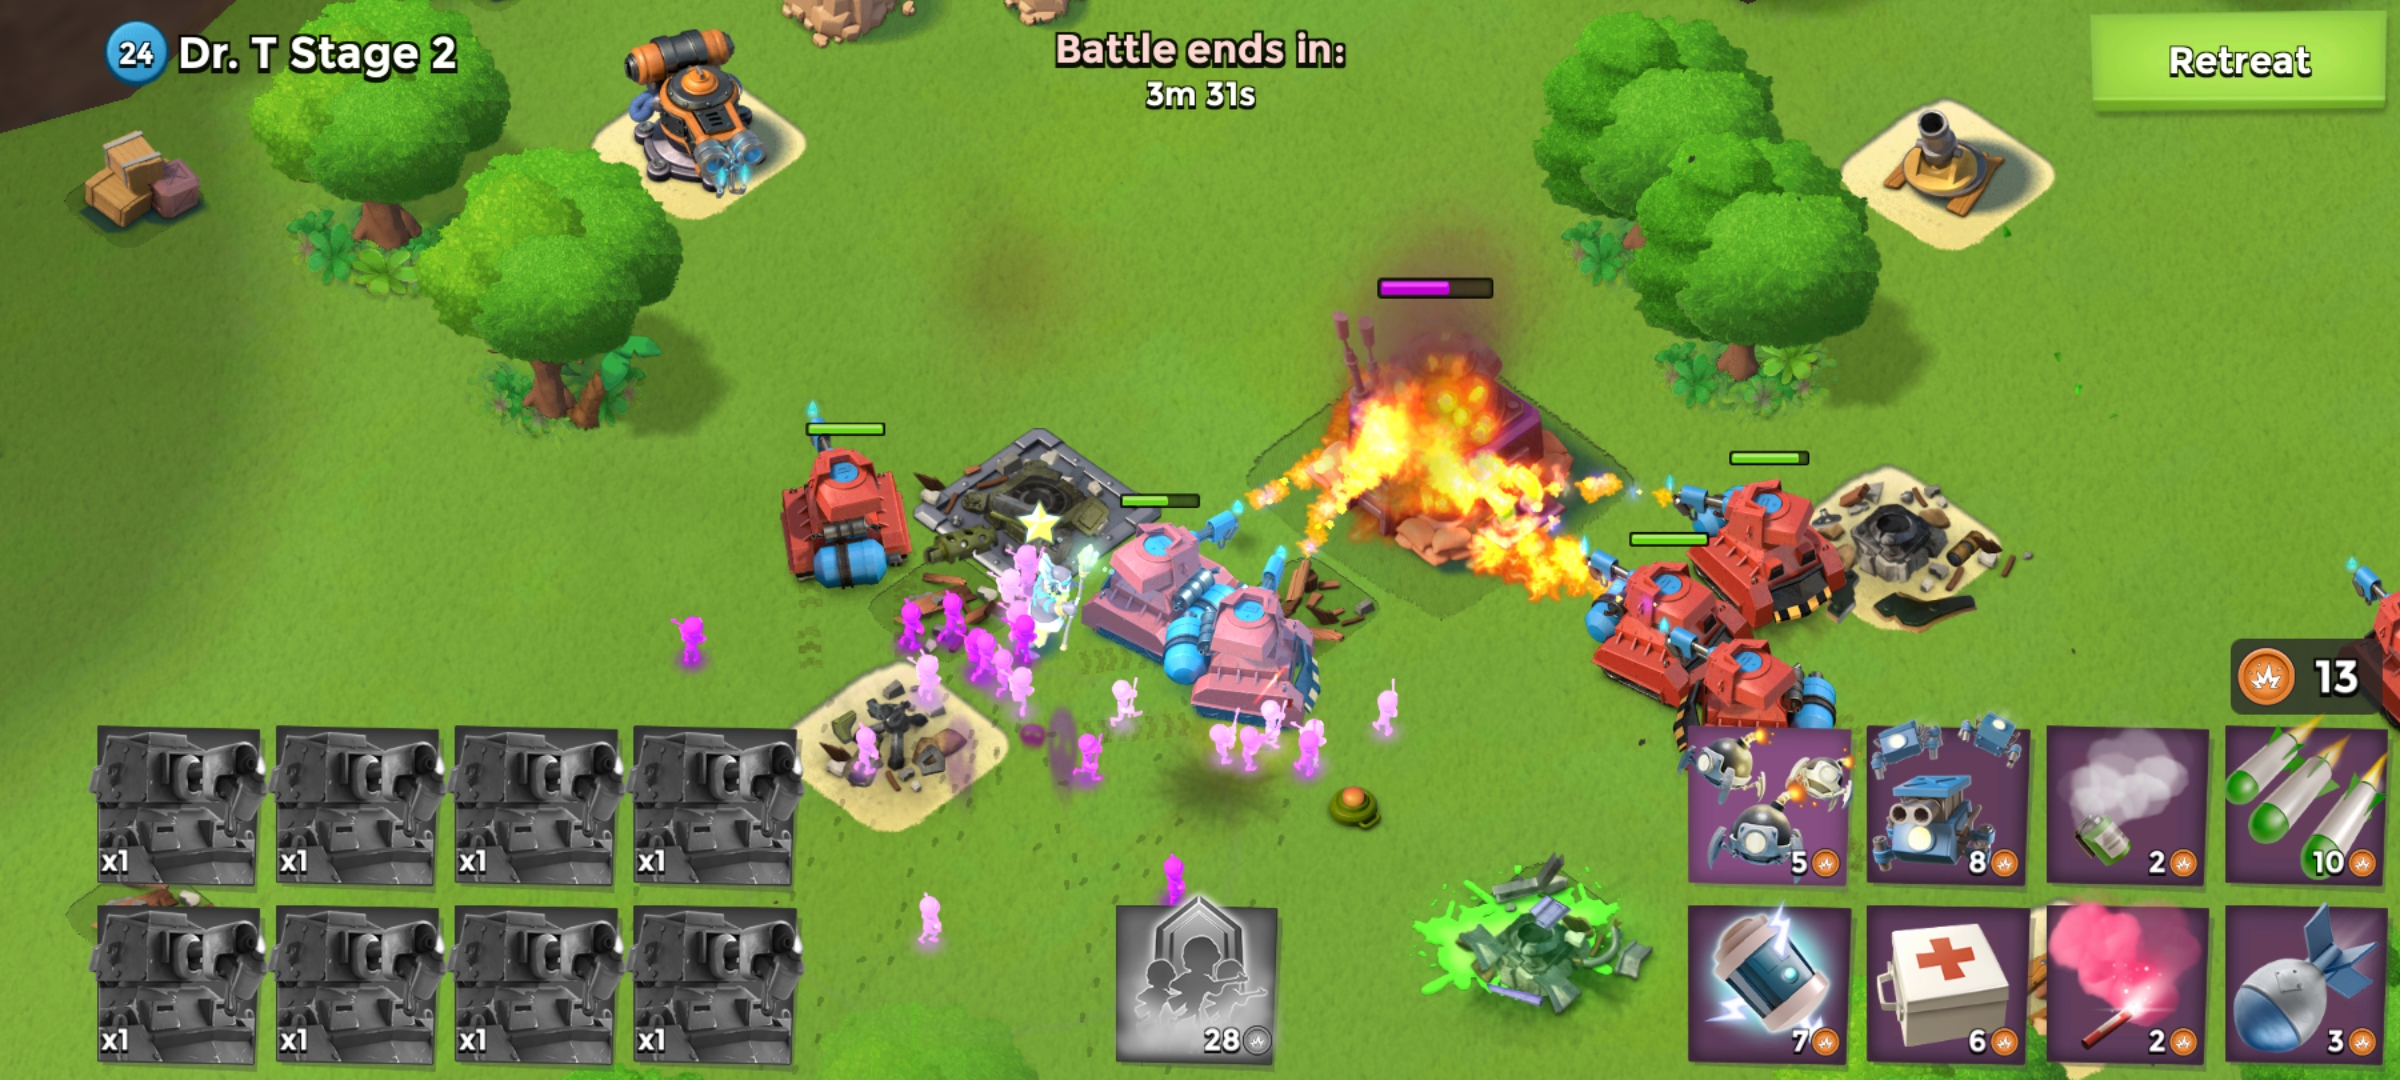 24 Dr. T Stage 2
Battle ends in:
3m 31s
Retreat
13
x1 x1 x1 x1
5 8 2 10
x1 x1 x1 x1
28
7 6 2 3